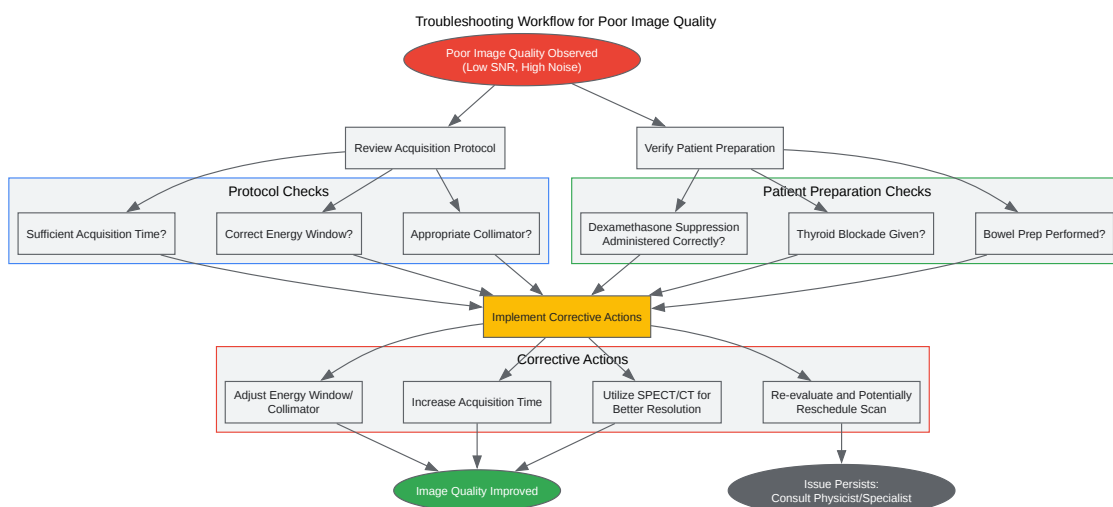 Troubleshooting Workflow for Poor Image Quality
Poor Image Quality Observed
(Low SNR, High Noise)
Review Acquisition Protocol
Verify Patient Preparation
Protocol Checks
Patient Preparation Checks
Sufficient Acquisition Time?
Correct Energy Window?
Appropriate Collimator?
Dexamethasone Suppression
Administered Correctly?
Thyroid Blockade Given?
Bowel Prep Performed?
Implement Corrective Actions
Corrective Actions
Adjust Energy Window/
Collimator
Increase Acquisition Time
Utilize SPECT/CT for
Better Resolution
Re-evaluate and Potentially
Reschedule Scan
Image Quality Improved
Issue Persists:
Consult Physicist/Specialist